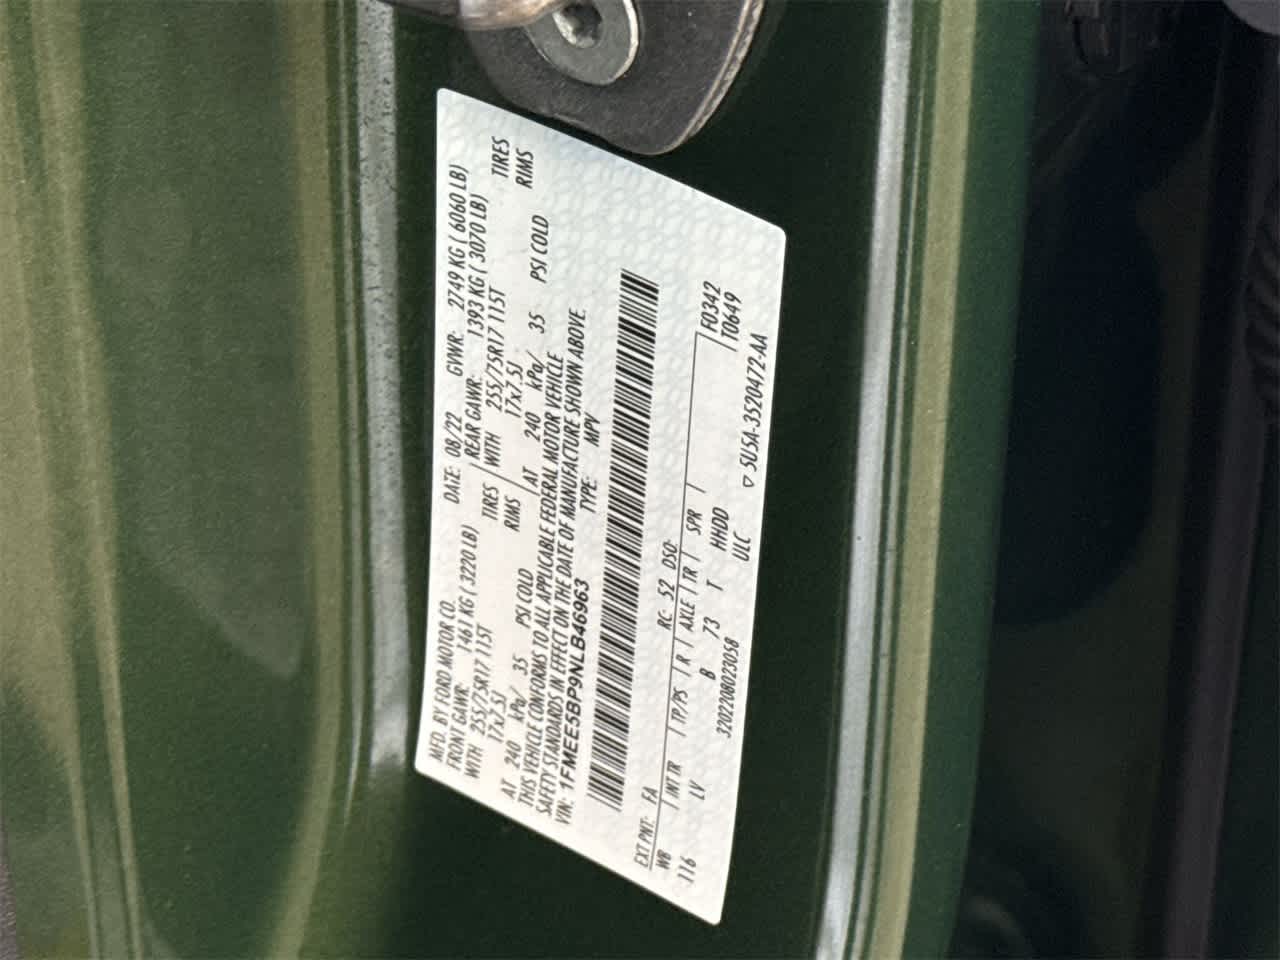 MFD. BY FORD MOTOR CO.
DATE: 08/22 GVWR: 2749 KG ( 6060 LB)
FRONT GAWR: 1461 KG ( 3220 LB)
REAR GAWR: 1393 KG ( 3070 LB)
WITH 255/75R17 115T TIRES
WITH 255/75R17 115T TIRES
17x7.5J RIMS
17x7.5J RIMS
AT 240 kPa/ 35 PSI COLD
AT 240 kPa/ 35 PSI COLD
THIS VEHICLE CONFORMS TO ALL APPLICABLE FEDERAL MOTOR VEHICLE
SAFETY STANDARDS IN EFFECT ON THE DATE OF MANUFACTURE SHOWN ABOVE.
VIN: 1FMEE5BP9NLB46963 TYPE: MPV
EXT PNT: FA RC: 52 DSO: F0342
WB INT TR TP/PS R AXLE TR SPR T0649
116 LV B 73 T HHDD
3202208023058 ULC ▽ SU5A-3520472-AA